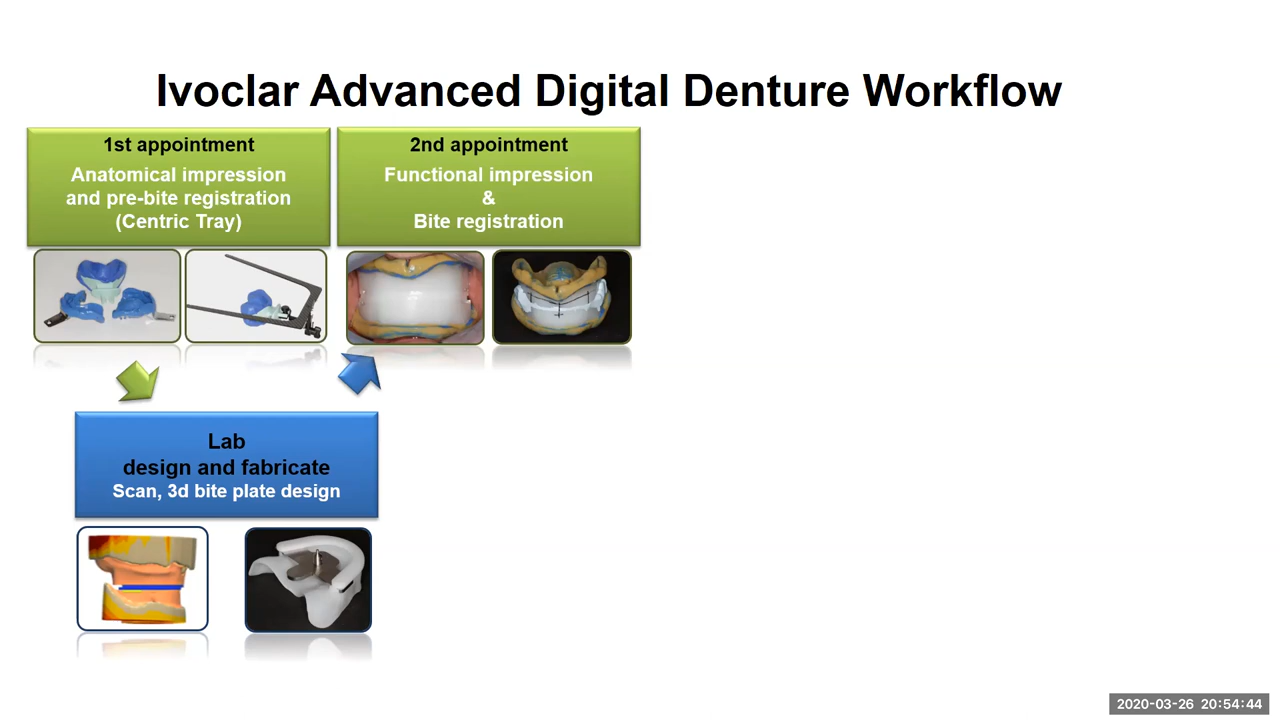 Ivoclar Advanced Digital Denture Workflow
1st appointment
Anatomical impression
and pre-bite registration
(Centric Tray)
2nd appointment
Functional impression
&
Bite registration
Lab
design and fabricate
Scan, 3d bite plate design
2020-03-26 20:54:44